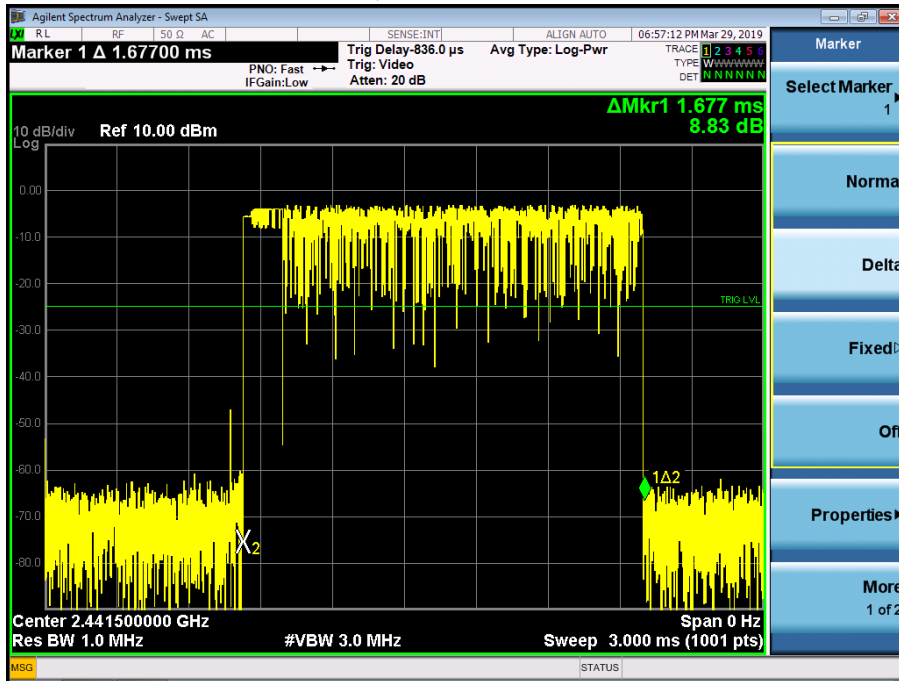 Agilent Spectrum Analyzer - Swept SA
LXI RL RF 50 Ω AC SENSE:INT ALIGN AUTO 06:57:12 PM Mar 29, 2019
Marker 1 Δ 1.67700 ms
PNO: Fast
IFGain:Low
Trig Delay-836.0 µs
Trig: Video
Atten: 20 dB
Avg Type: Log-Pwr
TRACE 1 2 3 4 5 6
TYPE WWWWWW
DET N N N N N N
ΔMkr1 1.677 ms
8.83 dB
10 dB/div Ref 10.00 dBm
Log
0.00
-10.0
-20.0
TRIG LVL
-30.0
-40.0
-50.0
-60.0
1Δ2
-70.0
X2
-80.0
Center 2.441500000 GHz Span 0 Hz
Res BW 1.0 MHz #VBW 3.0 MHz Sweep 3.000 ms (1001 pts)
MSG STATUS
Marker
Select Marker
1
Norma
Delta
Fixed
Off
Properties
More
1 of 2